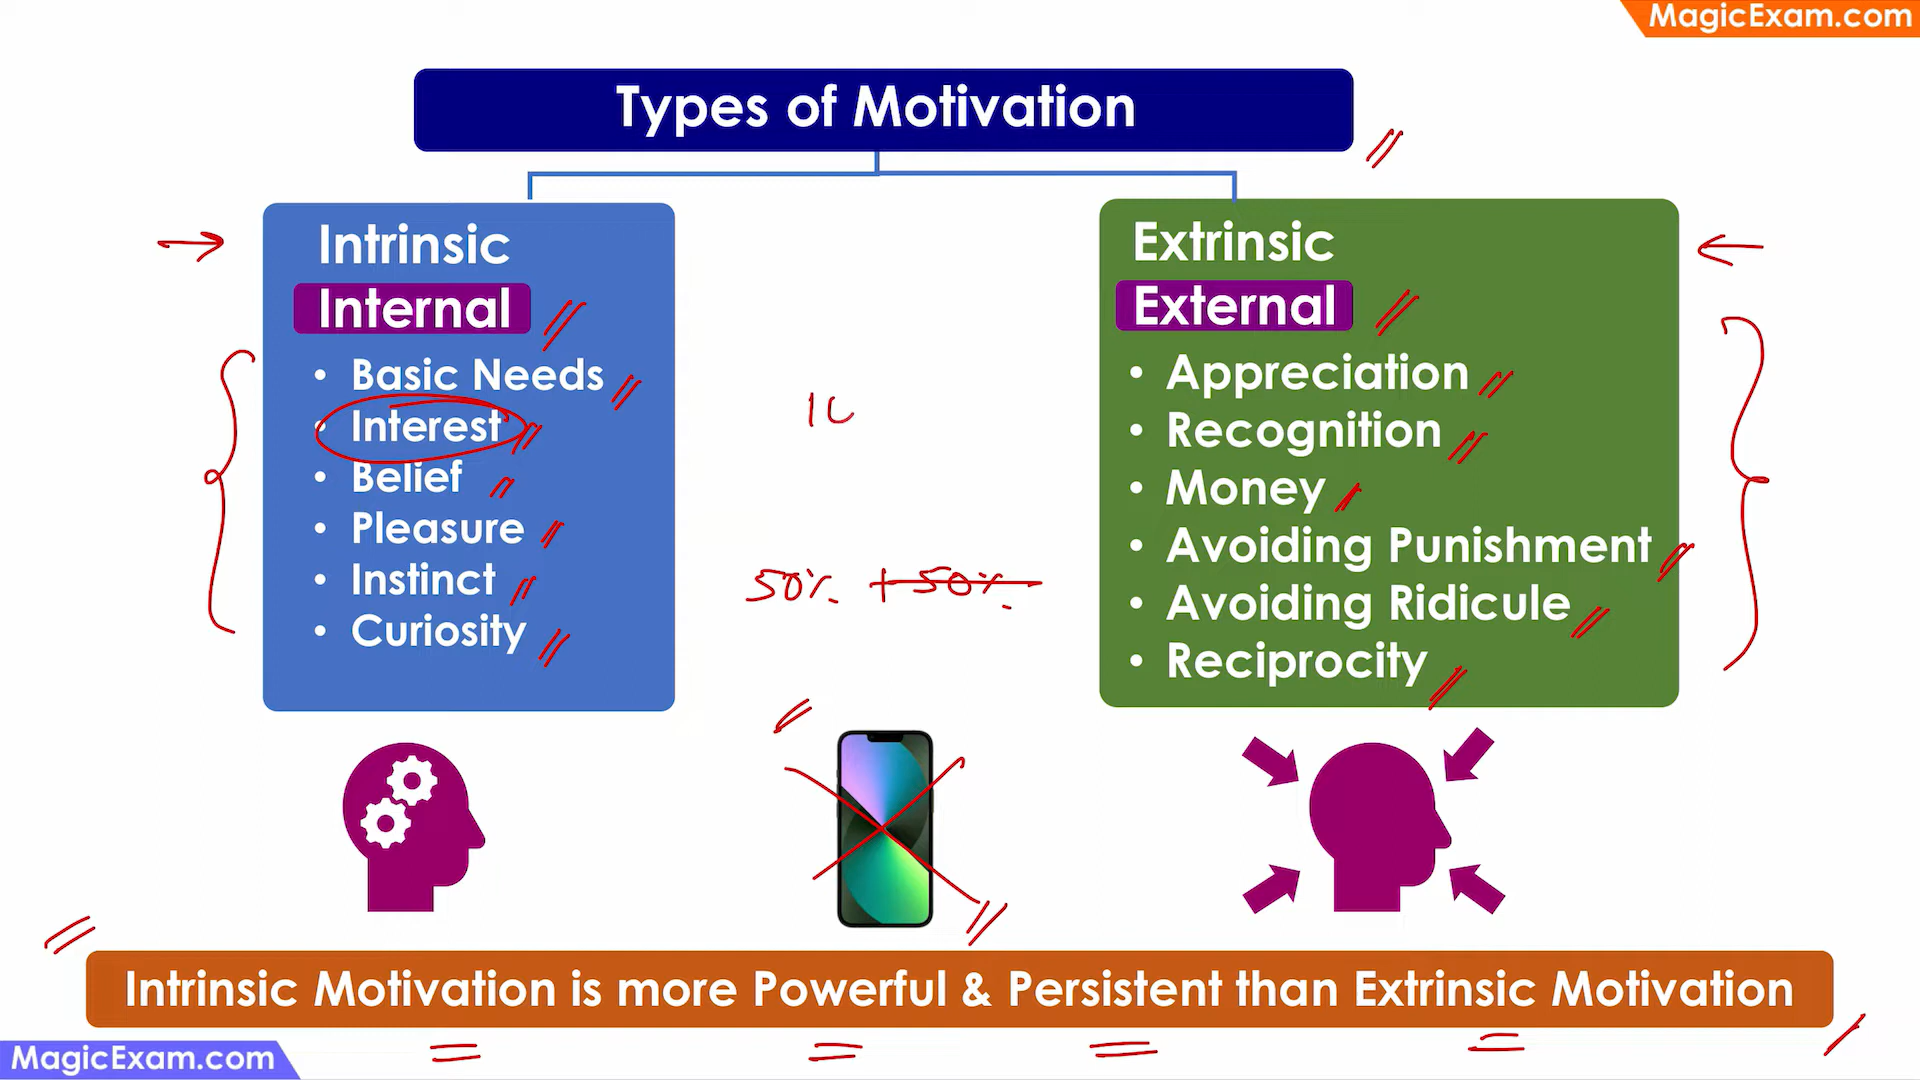 MagicExam.com
Types of Motivation
Intrinsic
Internal
• Basic Needs
• Interest
• Belief
• Pleasure
• Instinct
• Curiosity
10
50% + 50%
Extrinsic
External
• Appreciation
• Recognition
• Money
• Avoiding Punishment
• Avoiding Ridicule
• Reciprocity
Intrinsic Motivation is more Powerful & Persistent than Extrinsic Motivation
MagicExam.com